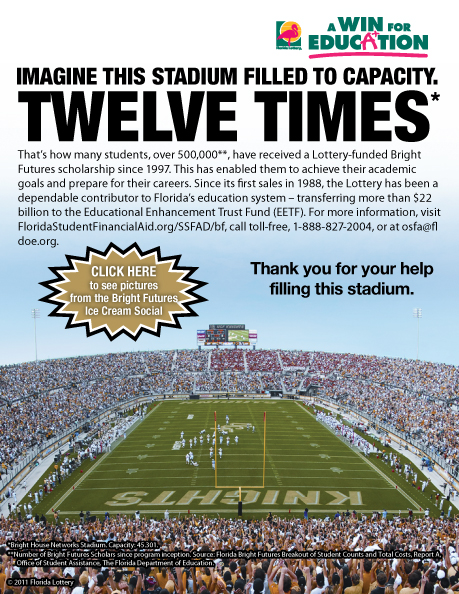 Florida Lottery
A WIN FOR
EDUCATION
IMAGINE THIS STADIUM FILLED TO CAPACITY.
TWELVE TIMES*
That's how many students, over 500,000**, have received a Lottery-funded Bright
Futures scholarship since 1997. This has enabled them to achieve their academic
goals and prepare for their careers. Since its first sales in 1988, the Lottery has been a
dependable contributor to Florida's education system – transferring more than $22
billion to the Educational Enhancement Trust Fund (EETF). For more information, visit
FloridaStudentFinancialAid.org/SSFAD/bf, call toll-free, 1-888-827-2004, or at osfa@fl
doe.org.
CLICK HERE
to see pictures
from the Bright Futures
Ice Cream Social
Thank you for your help
filling this stadium.
KNIGHTS
*Bright House Networks Stadium, Capacity: 45,301.
**Number of Bright Futures Scholars since program inception, Source: Florida Bright Futures Breakout of Student Counts and Total Costs, Report A,
Office of Student Assistance, The Florida Department of Education.
© 2011 Florida Lottery